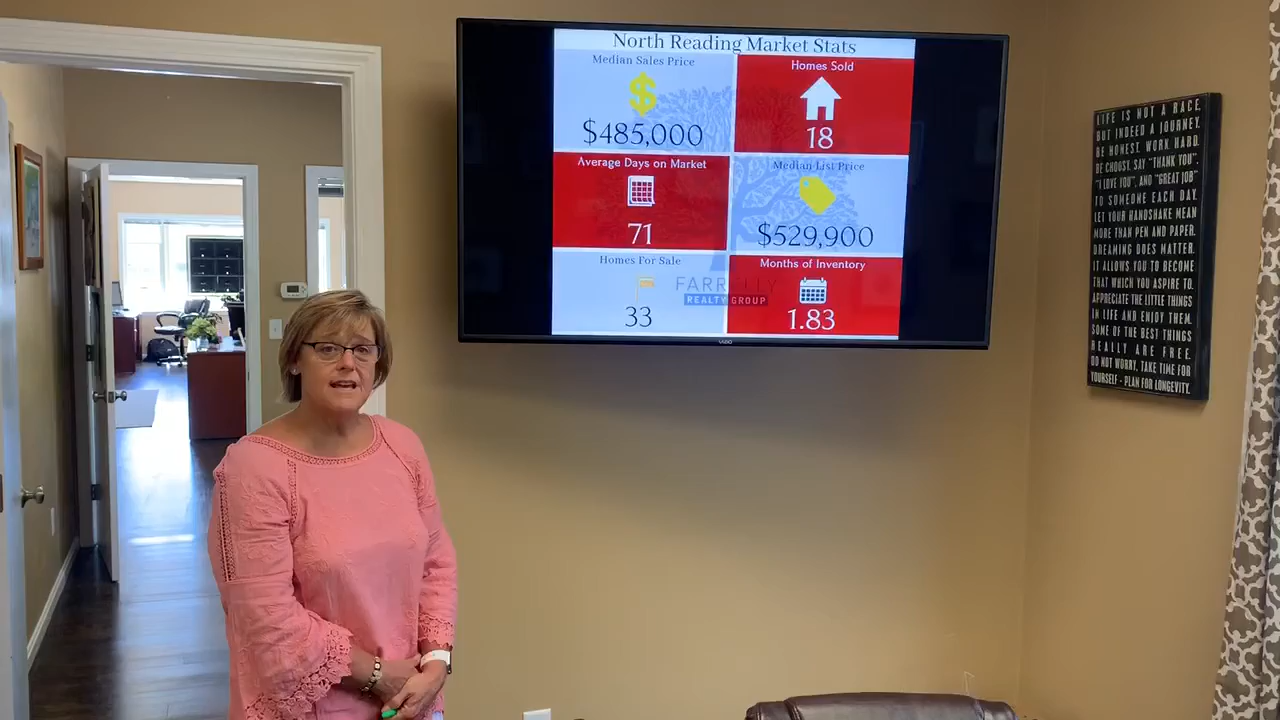 North Reading Market Stats
Median Sales Price
$
$485,000
Homes Sold
18
Average Days on Market
71
Median List Price
$529,900
Homes For Sale
33
FARRELLY
REALTY GROUP
Months of Inventory
1.83
VIZIO
LIFE IS NOT A RACE,
BUT INDEED A JOURNEY.
BE HONEST. WORK HARD.
BE CHOOSY. SAY "THANK YOU",
"I LOVE YOU", AND "GREAT JOB"
TO SOMEONE EACH DAY.
LET YOUR HANDSHAKE MEAN
MORE THAN PEN AND PAPER.
DREAMING DOES MATTER.
IT ALLOWS YOU TO BECOME
THAT WHICH YOU ASPIRE TO.
APPRECIATE THE LITTLE THINGS
IN LIFE AND ENJOY THEM.
SOME OF THE BEST THINGS
REALLY ARE FREE.
DO NOT WORRY, TAKE TIME FOR
YOURSELF - PLAN FOR LONGEVITY.